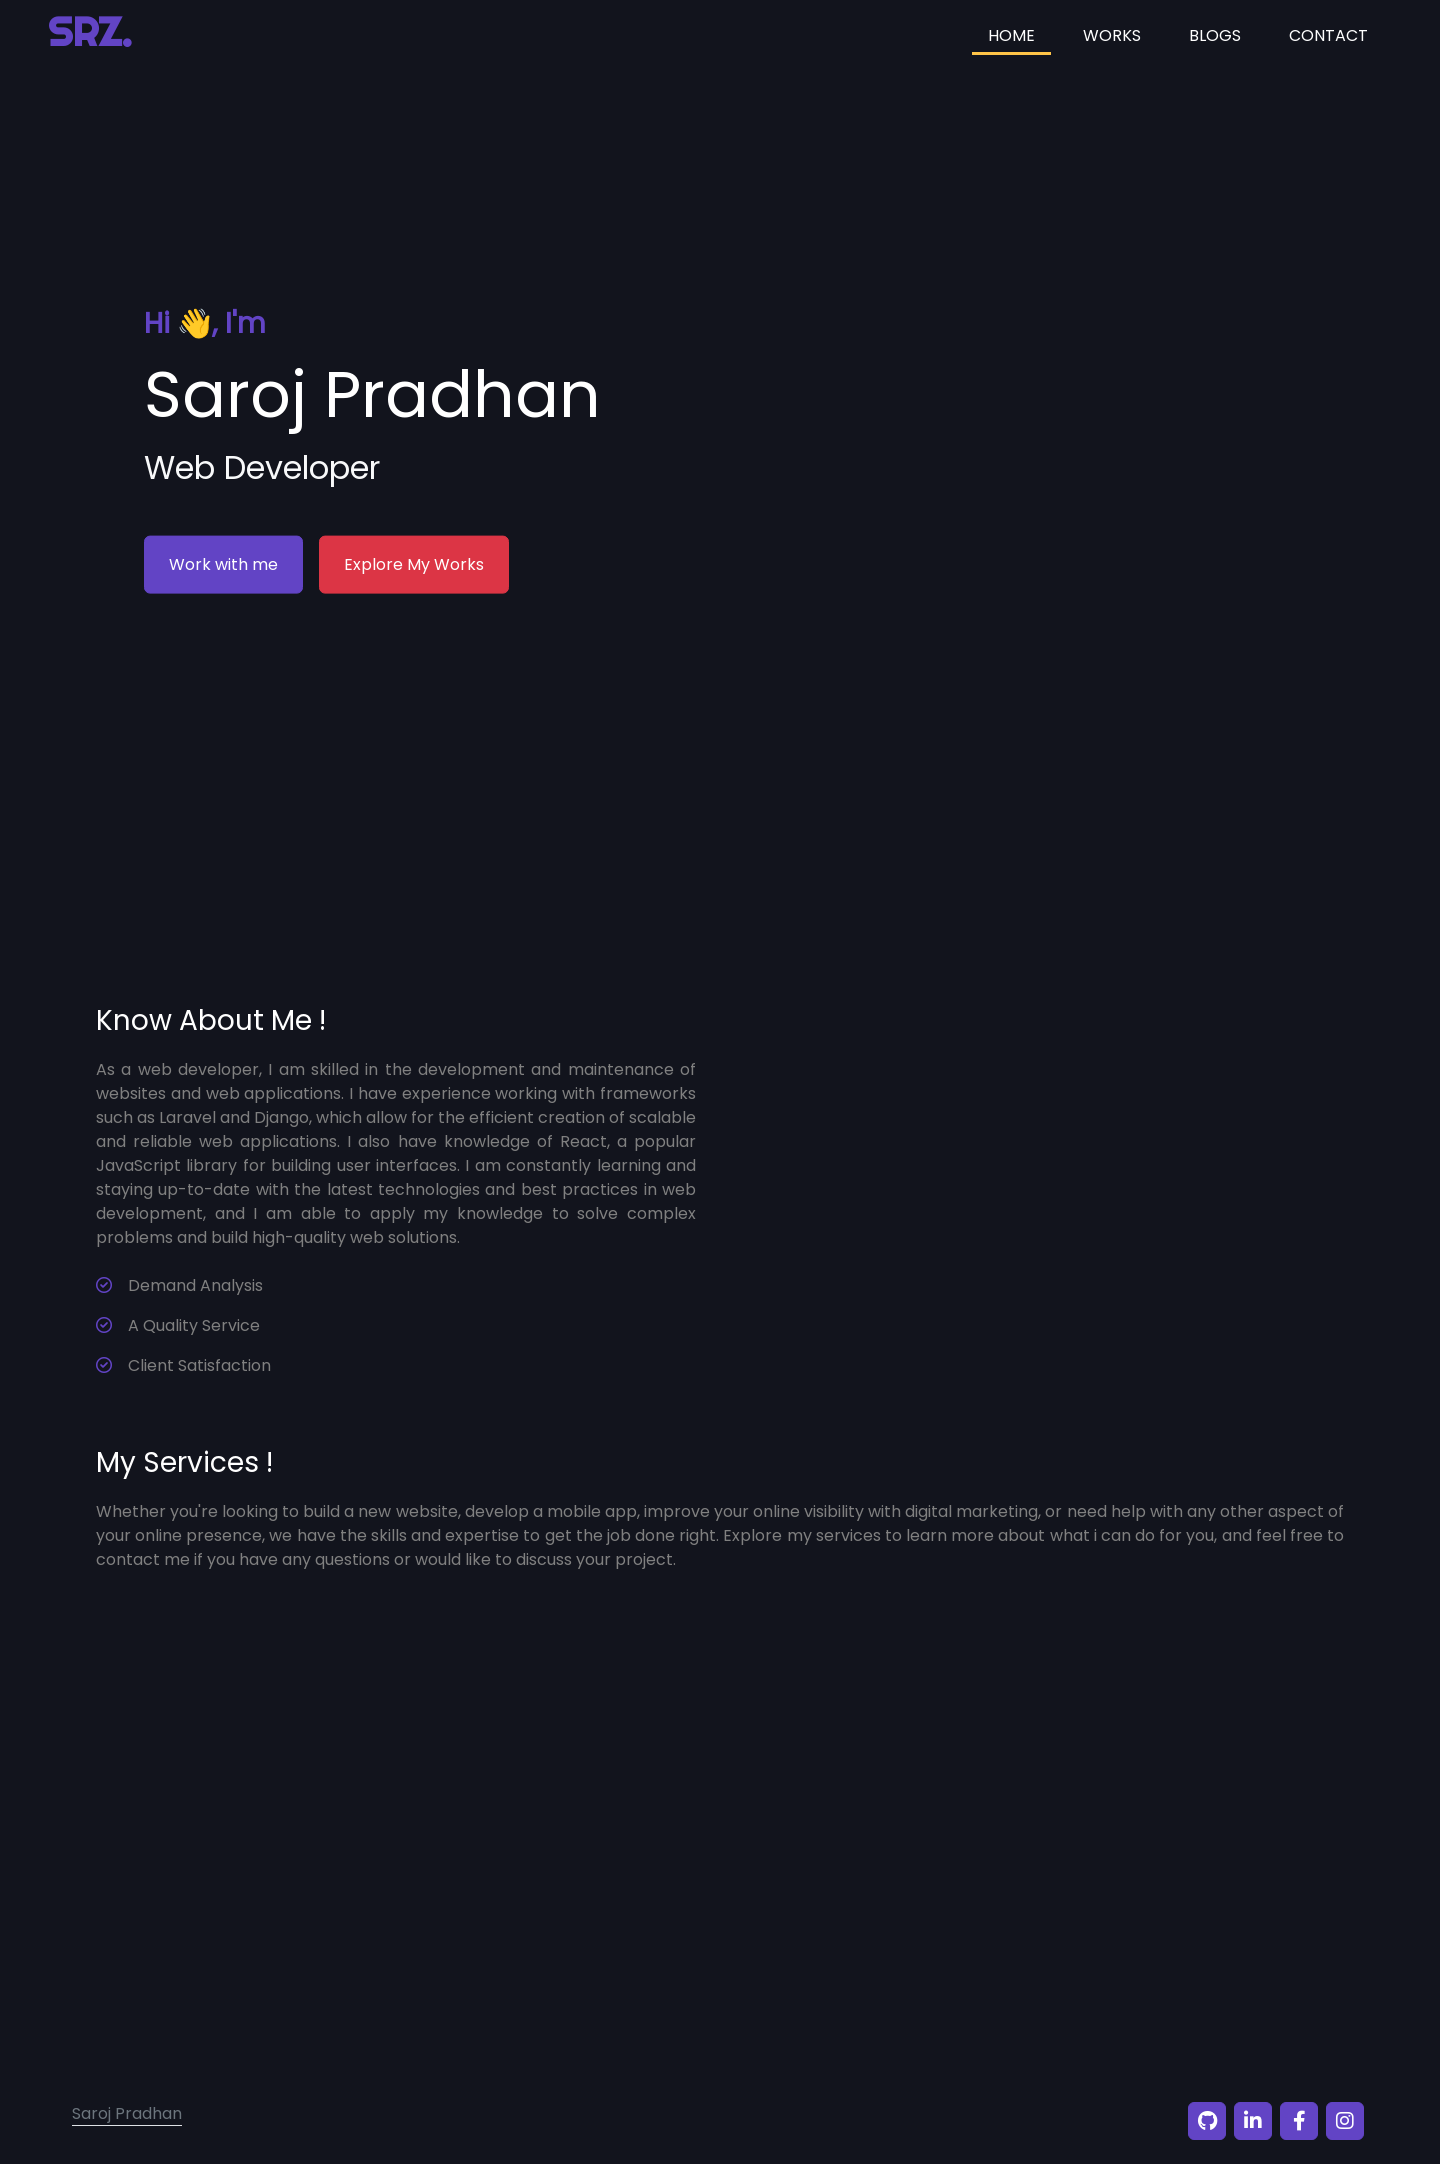 SRZ.
HOME WORKS BLOGS CONTACT
Hi 👋, I'm
Saroj Pradhan
Web Developer
Work with me Explore My Works
Know About Me !
As a web developer, I am skilled in the development and maintenance of
websites and web applications. I have experience working with frameworks
such as Laravel and Django, which allow for the efficient creation of scalable
and reliable web applications. I also have knowledge of React, a popular
JavaScript library for building user interfaces. I am constantly learning and
staying up-to-date with the latest technologies and best practices in web
development, and I am able to apply my knowledge to solve complex
problems and build high-quality web solutions.
Demand Analysis
A Quality Service
Client Satisfaction
My Services !
Whether you're looking to build a new website, develop a mobile app, improve your online visibility with digital marketing, or need help with any other aspect of
your online presence, we have the skills and expertise to get the job done right. Explore my services to learn more about what i can do for you, and feel free to
contact me if you have any questions or would like to discuss your project.
Saroj Pradhan